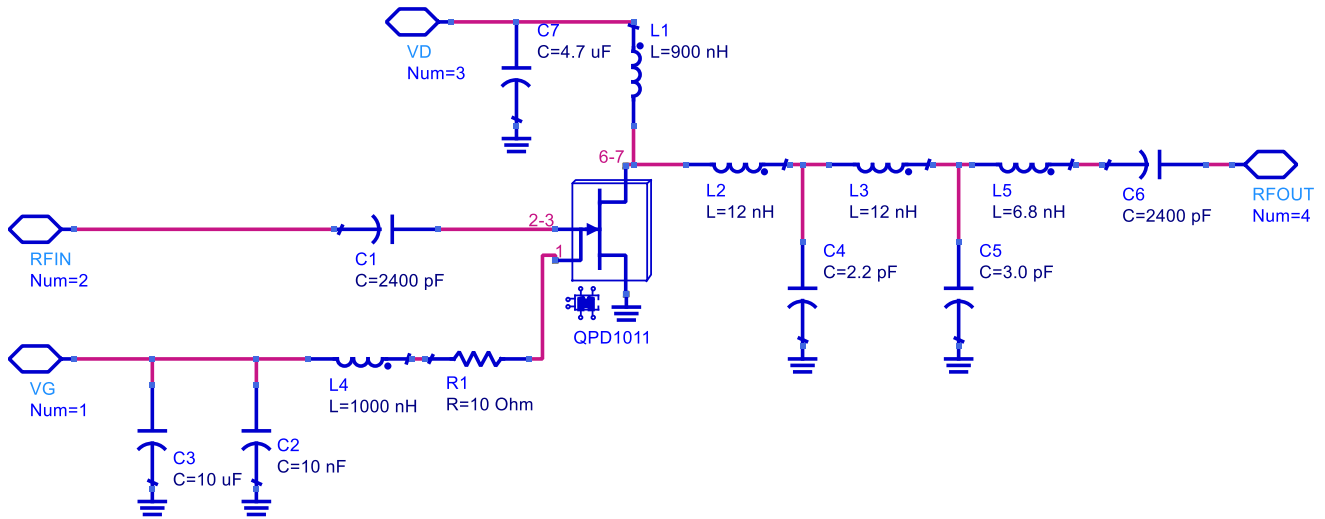 VD
Num=3
C7
C=4.7 uF
L1
L=900 nH
6-7
L2
L=12 nH
L3
L=12 nH
L5
L=6.8 nH
C6
C=2400 pF
RFOUT
Num=4
RFIN
Num=2
C1
C=2400 pF
2-3
1
C4
C=2.2 pF
C5
C=3.0 pF
QPD1011
VG
Num=1
L4
L=1000 nH
R1
R=10 Ohm
C3
C=10 uF
C2
C=10 nF